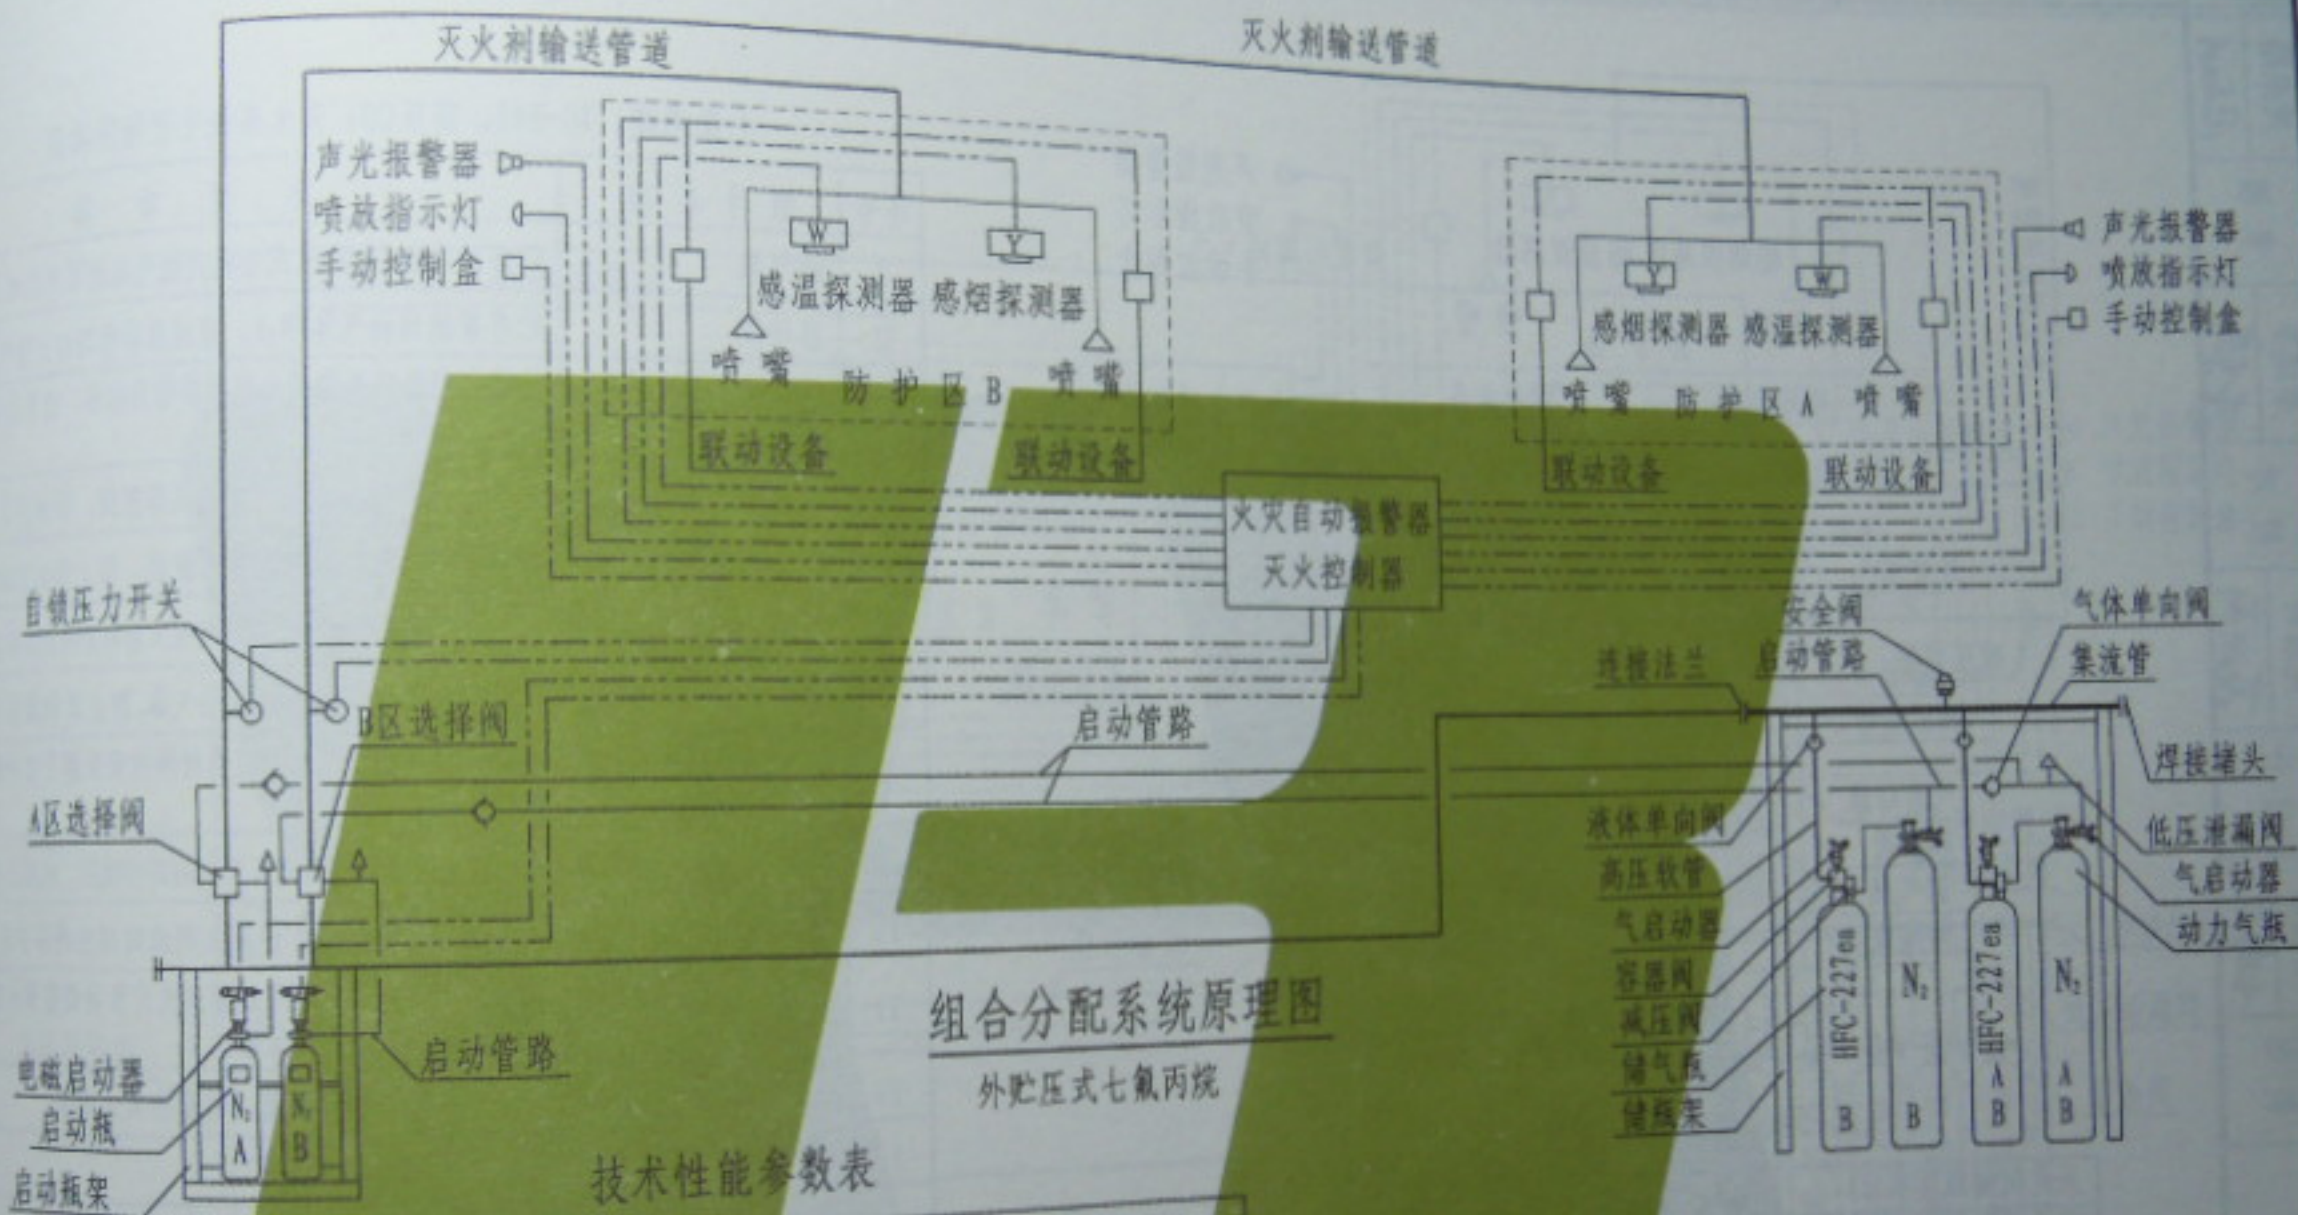 灭火剂输送管道
灭火剂输送管道
声光报警器
喷放指示灯
手动控制盒
W
Y
感温探测器 感烟探测器
喷嘴 防护区B 喷嘴
联动设备
联动设备
Y
W
感烟探测器 感温探测器
喷嘴 防护区A 喷嘴
联动设备
联动设备
声光报警器
喷放指示灯
手动控制盒
火灾自动报警器
灭火控制器
自锁压力开关
B区选择阀
A区选择阀
启动管路
安全阀
气体单向阀
连接法兰
启动管路
集流管
焊接堵头
液体单向阀
高压软管
气启动器
容器阀
减压阀
储气瓶
储瓶架
低压泄漏阀
气启动器
动力气瓶
HFC-227ea
B
N₂
B
HFC-227ea
A
B
N₂
A
B
组合分配系统原理图
外贮压式七氟丙烷
电磁启动器
启动瓶
启动瓶架
启动管路
N₂
A
N₂
B
技术性能参数表